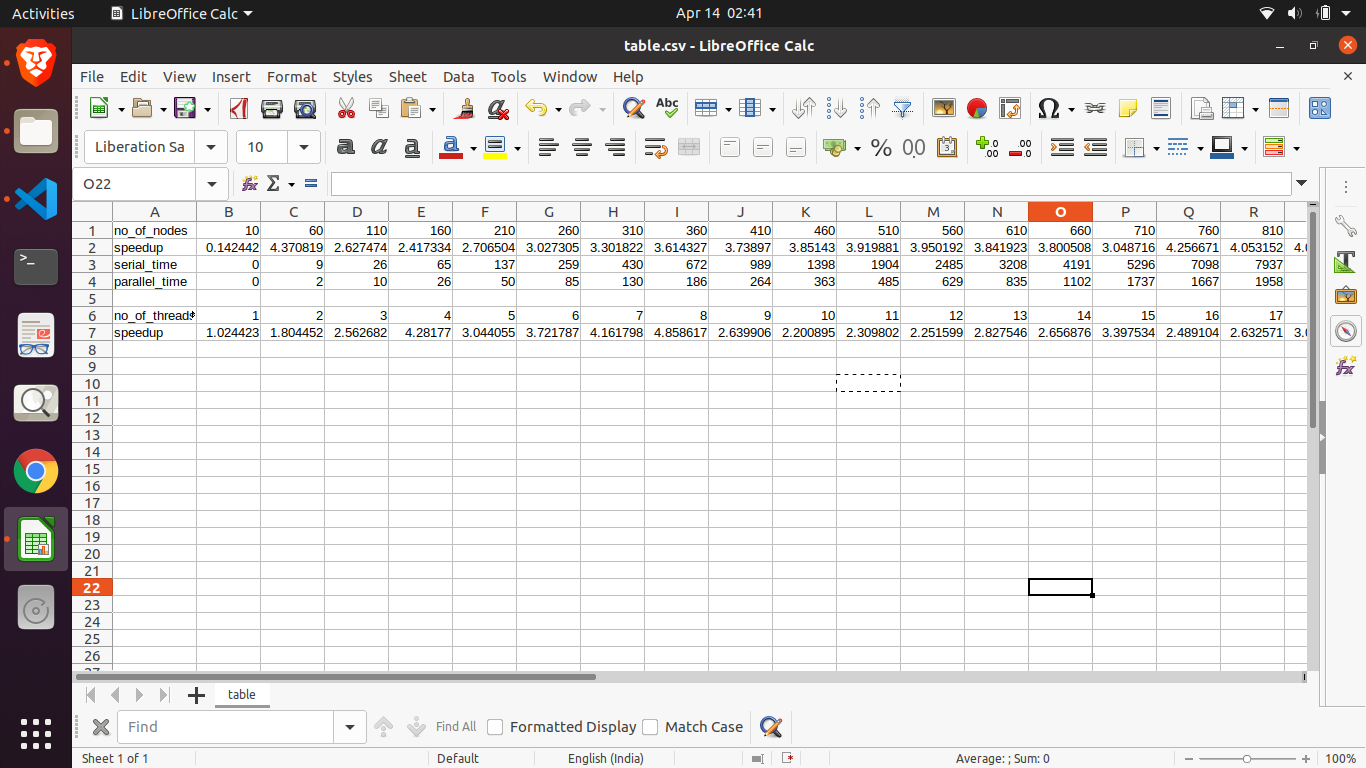 Activities LibreOffice Calc Apr 14 02:41
table.csv - LibreOffice Calc
File Edit View Insert Format Styles Sheet Data Tools Window Help
Liberation Sa 10
O22
A B C D E F G H I J K L M N O P Q R
1 no_of_nodes 10 60 110 160 210 260 310 360 410 460 510 560 610 660 710 760 810
2 speedup 0.142442 4.370819 2.627474 2.417334 2.706504 3.027305 3.301822 3.614327 3.73897 3.85143 3.919881 3.950192 3.841923 3.800508 3.048716 4.256671 4.053152
3 serial_time 0 9 26 65 137 259 430 672 989 1398 1904 2485 3208 4191 5296 7098 7937
4 parallel_time 0 2 10 26 50 85 130 186 264 363 485 629 835 1102 1737 1667 1958
5
6 no_of_thread 1 2 3 4 5 6 7 8 9 10 11 12 13 14 15 16 17
7 speedup 1.024423 1.804452 2.562682 4.28177 3.044055 3.721787 4.161798 4.858617 2.743906 2.200895 2.309862 2.251599 2.827546 2.656876 3.397534 2.489104 2.632571
8
9
10
11
12
13
14
15
16
17
18
19
20
21
22
23
24
25
26
27
table
Find Find All Formatted Display Match Case
Sheet 1 of 1 Default English (India) Average: ; Sum: 0 100%